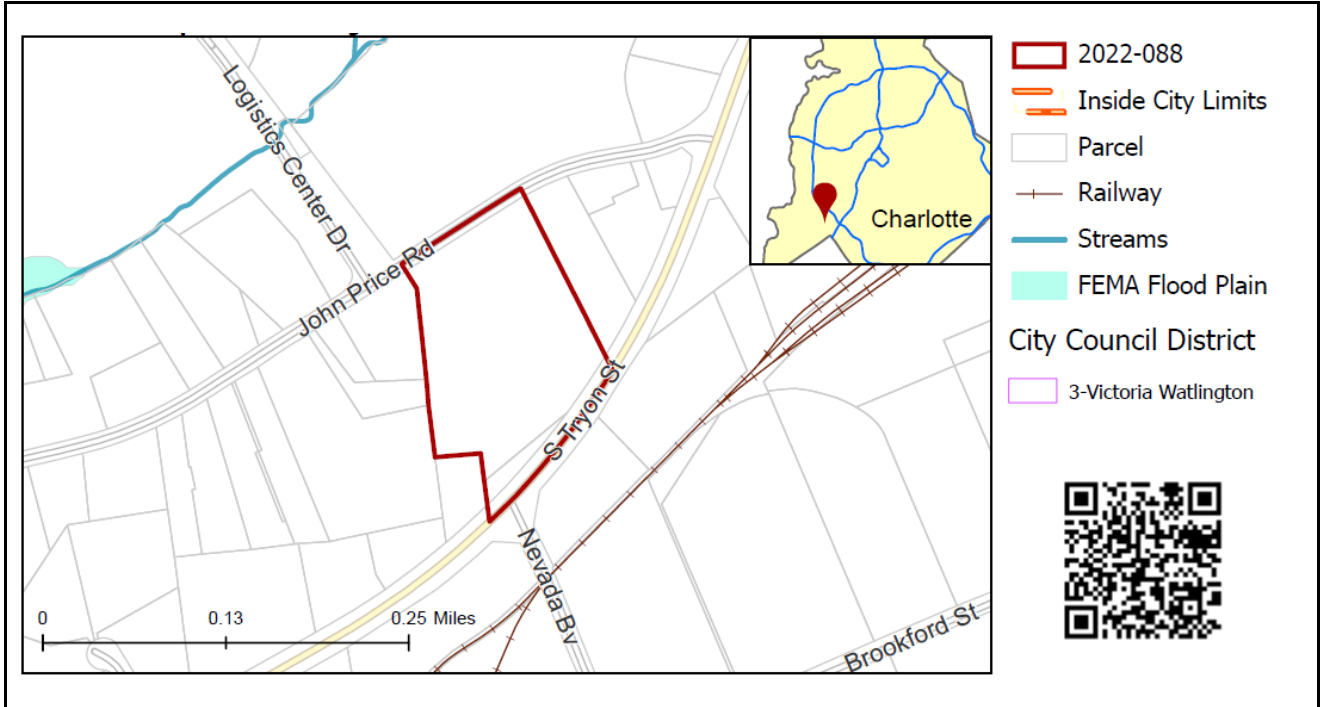 Logistics Center Dr
John Price Rd
S Tryon St
Nevada Bv
Brookford St
0
0.13
0.25 Miles
Charlotte
2022-088
Inside City Limits
Parcel
Railway
Streams
FEMA Flood Plain
City Council District
3-Victoria Watlington